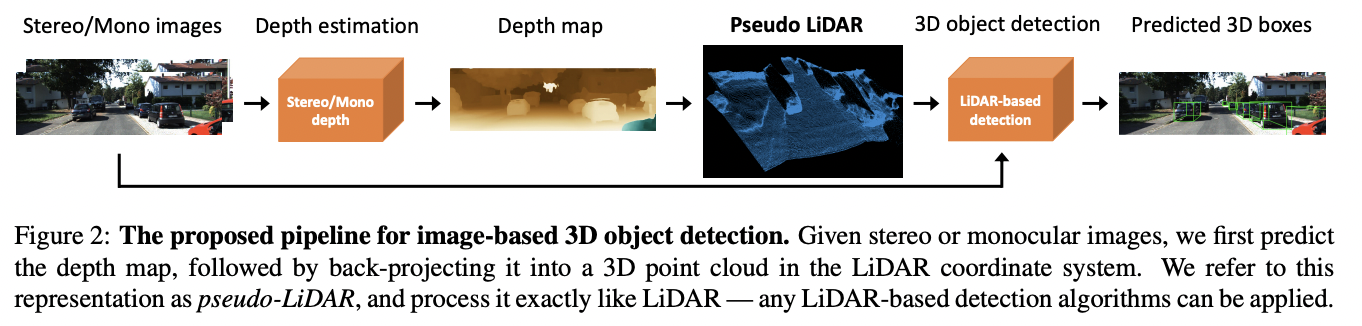 Stereo/Mono images
Depth estimation
Depth map
Pseudo LiDAR
3D object detection
Predicted 3D boxes
Stereo/Mono
depth
LiDAR-based
detection
Figure 2: The proposed pipeline for image-based 3D object detection. Given stereo or monocular images, we first predict
the depth map, followed by back-projecting it into a 3D point cloud in the LiDAR coordinate system. We refer to this
representation as pseudo-LiDAR, and process it exactly like LiDAR — any LiDAR-based detection algorithms can be applied.